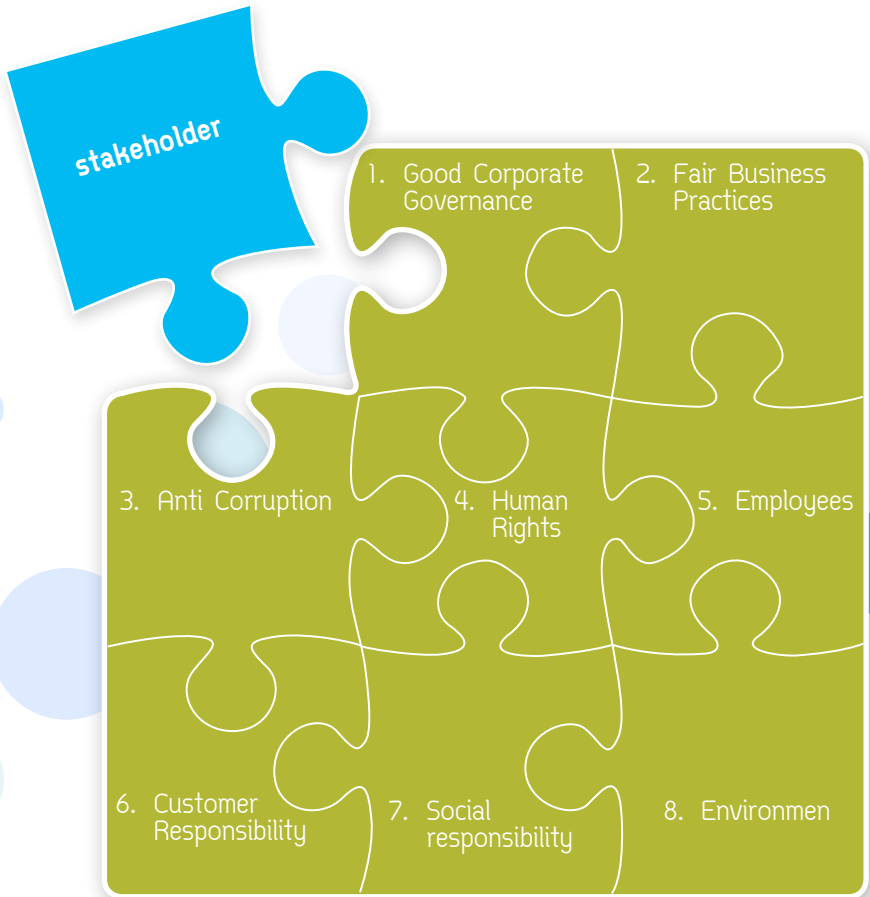 stakeholder
1. Good Corporate
Governance
2. Fair Business
Practices
3. Anti Corruption
4. Human
Rights
5. Employees
6. Customer
Responsibility
7. Social
responsibility
8. Environmen